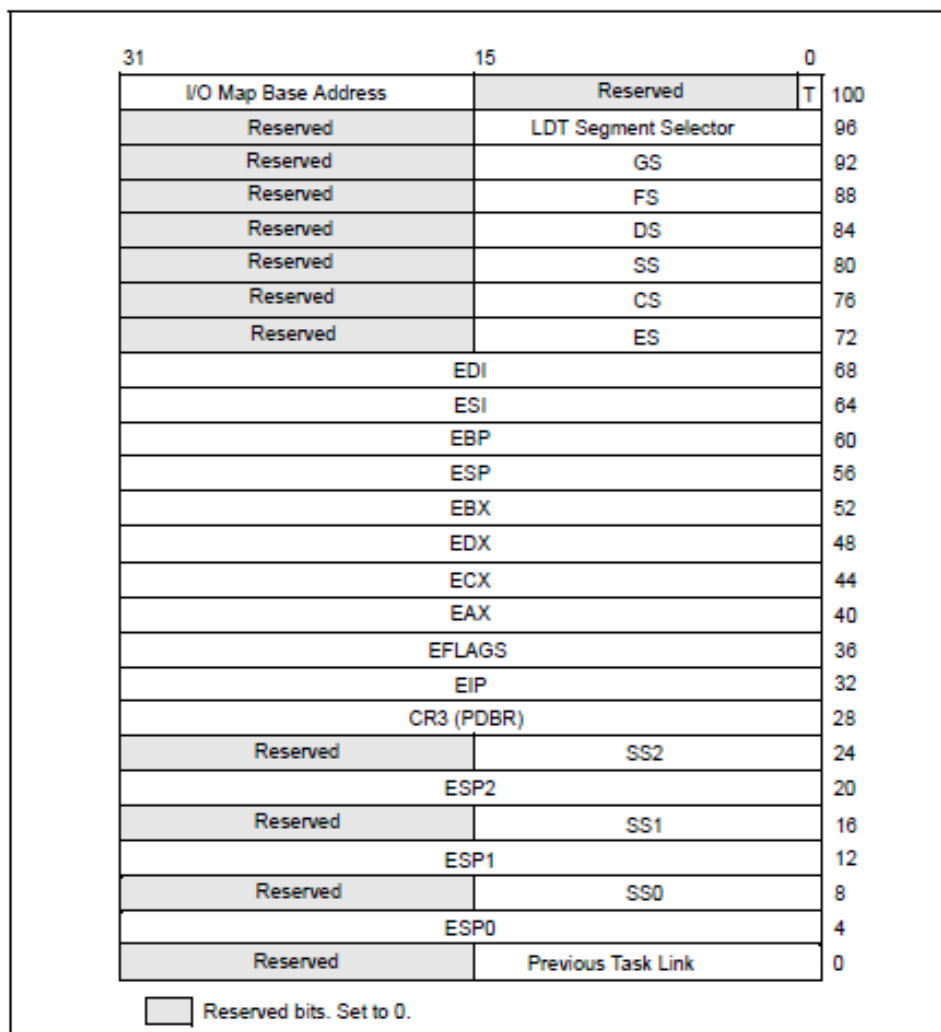 31 15 0
I/O Map Base Address Reserved T 100
Reserved LDT Segment Selector 96
Reserved GS 92
Reserved FS 88
Reserved DS 84
Reserved SS 80
Reserved CS 76
Reserved ES 72
EDI 68
ESI 64
EBP 60
ESP 56
EBX 52
EDX 48
ECX 44
EAX 40
EFLAGS 36
EIP 32
CR3 (PDBR) 28
Reserved SS2 24
ESP2 20
Reserved SS1 16
ESP1 12
Reserved SS0 8
ESP0 4
Reserved Previous Task Link 0
Reserved bits. Set to 0.